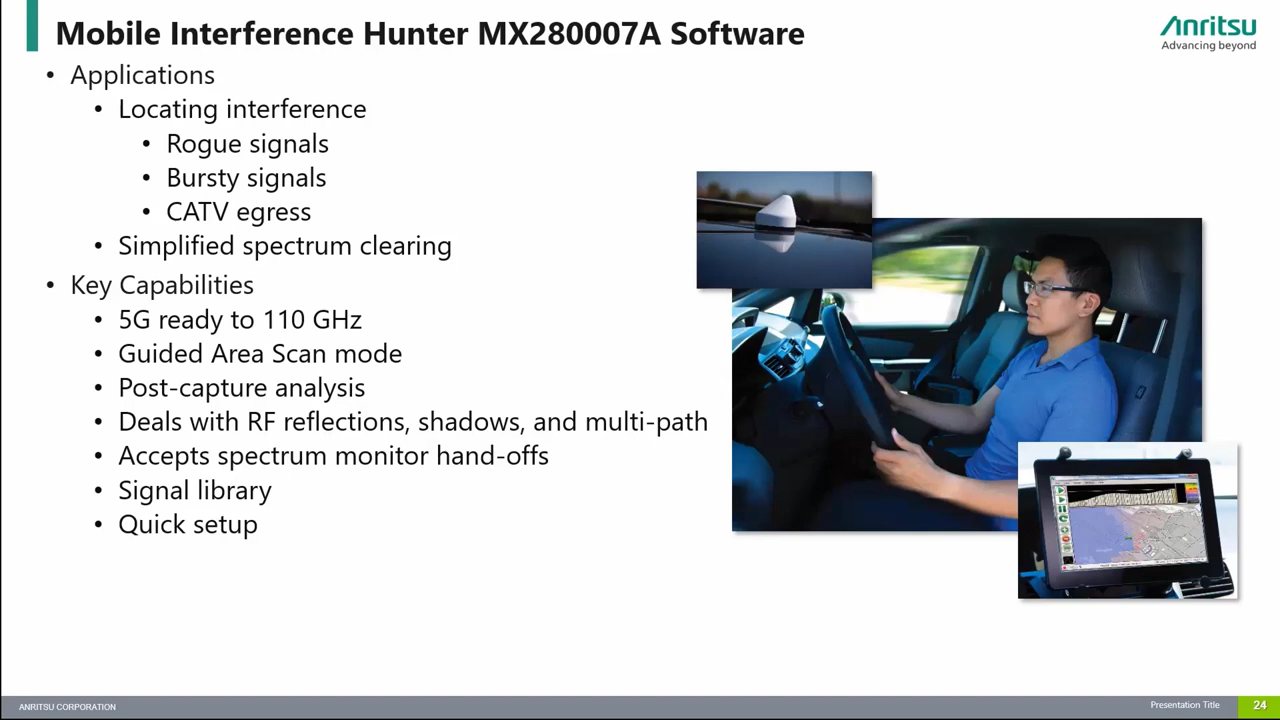 Mobile Interference Hunter MX280007A Software
Anritsu
Advancing beyond
• Applications
• Locating interference
• Rogue signals
• Bursty signals
• CATV egress
• Simplified spectrum clearing
• Key Capabilities
• 5G ready to 110 GHz
• Guided Area Scan mode
• Post-capture analysis
• Deals with RF reflections, shadows, and multi-path
• Accepts spectrum monitor hand-offs
• Signal library
• Quick setup
ANRITSU CORPORATION
Presentation Title
24